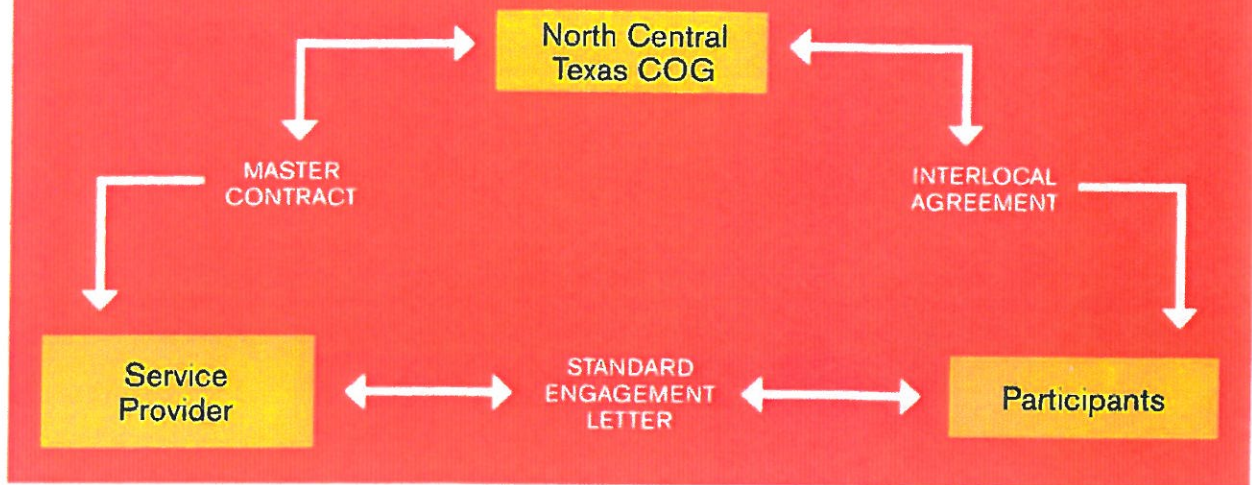 North Central
Texas COG
MASTER
CONTRACT
INTERLOCAL
AGREEMENT
Service
Provider
STANDARD
ENGAGEMENT
LETTER
Participants